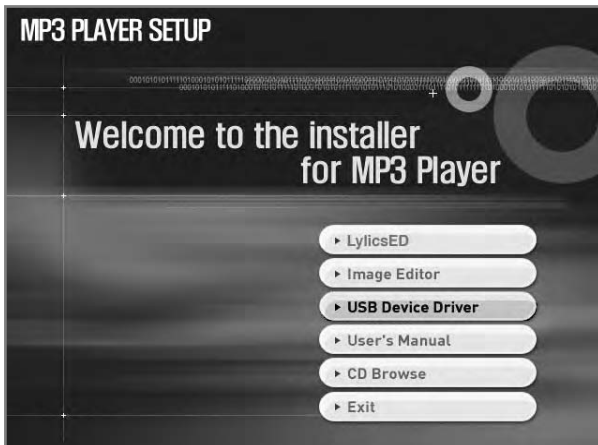 MP3 PLAYER SETUP
Welcome to the installer
for MP3 Player
LylicsED
Image Editor
USB Device Driver
User's Manual
CD Browse
Exit